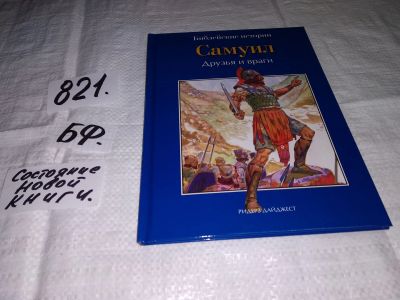 821.
БФ.
Состояние
новой
книги.
Библейские истории
Самуил
Друзья и враги
РИДЕРЗ ДАЙДЖЕСТ